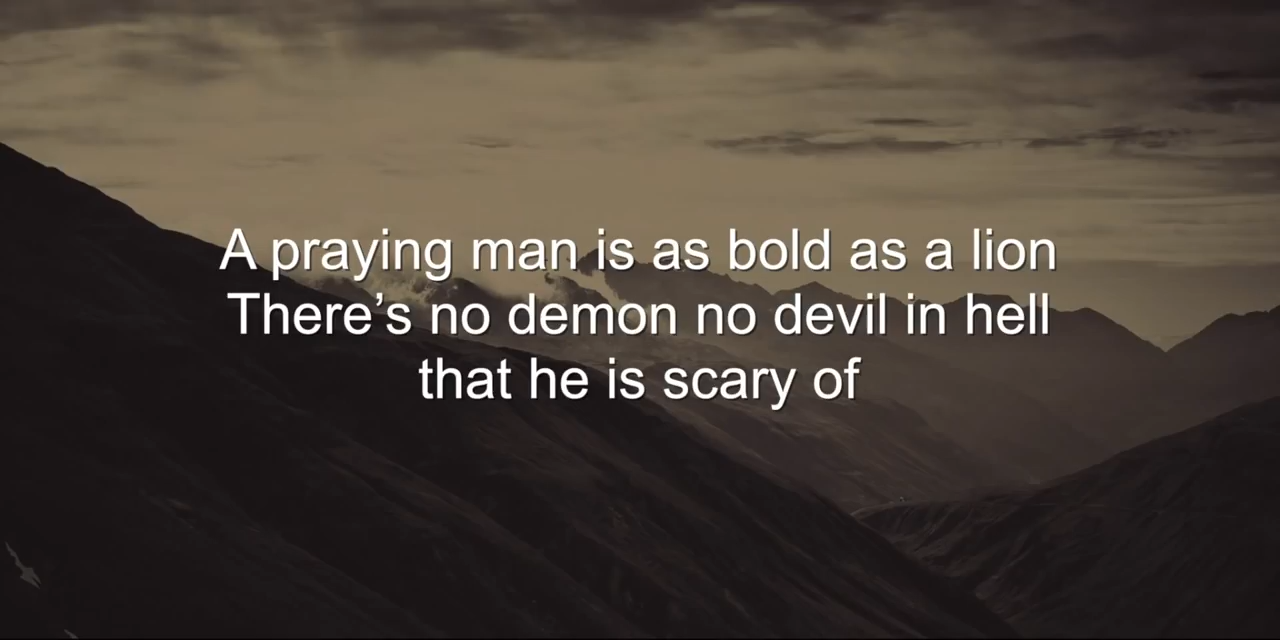 A praying man is as bold as a lion
There’s no demon no devil in hell
that he is scary of